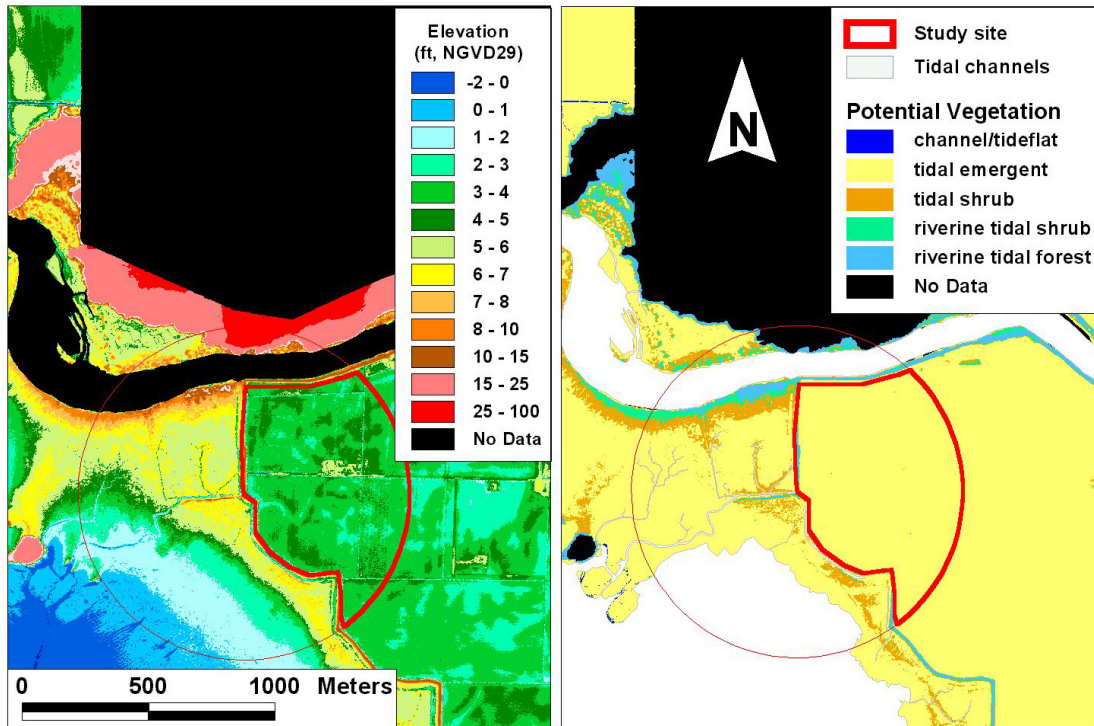 Elevation
(ft, NGVD29)
-2 - 0
0 - 1
1 - 2
2 - 3
3 - 4
4 - 5
5 - 6
6 - 7
7 - 8
8 - 10
10 - 15
15 - 25
25 - 100
No Data
0 500 1000 Meters
Study site
Tidal channels
Potential Vegetation
channel/tideflat
tidal emergent
tidal shrub
riverine tidal shrub
riverine tidal forest
No Data
N